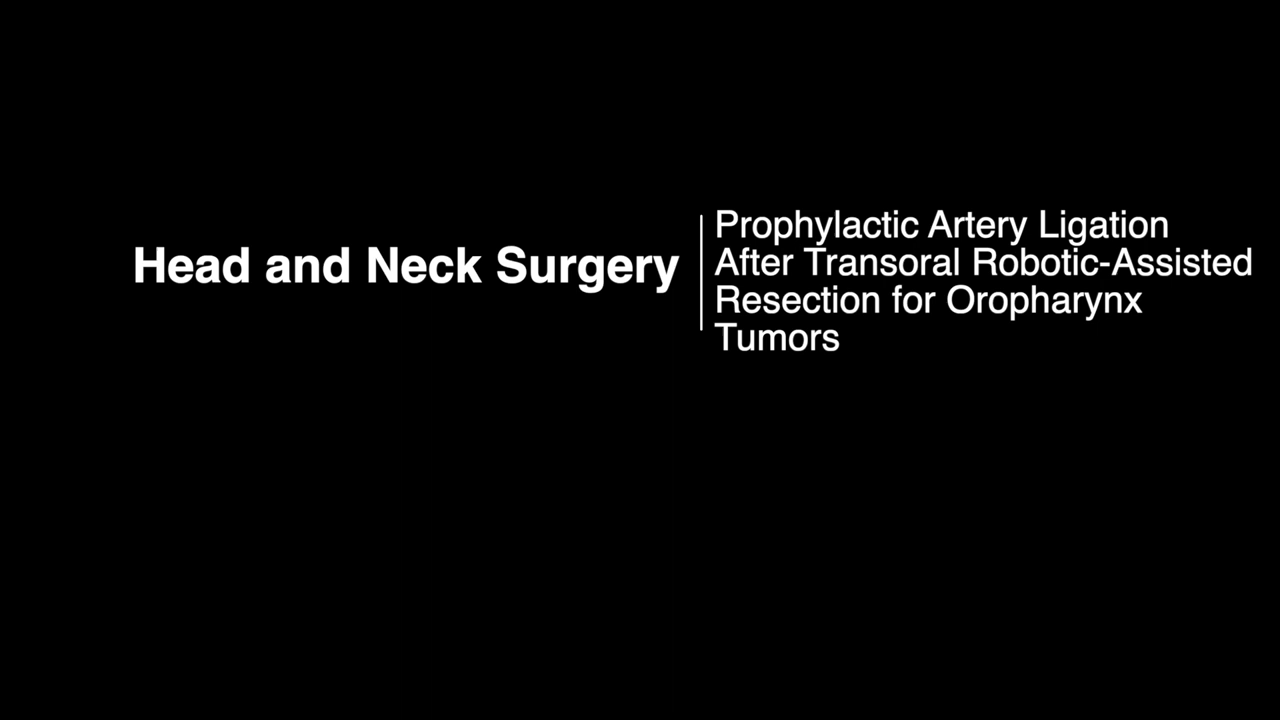 Head and Neck Surgery
Prophylactic Artery Ligation
After Transoral Robotic-Assisted
Resection for Oropharynx
Tumors